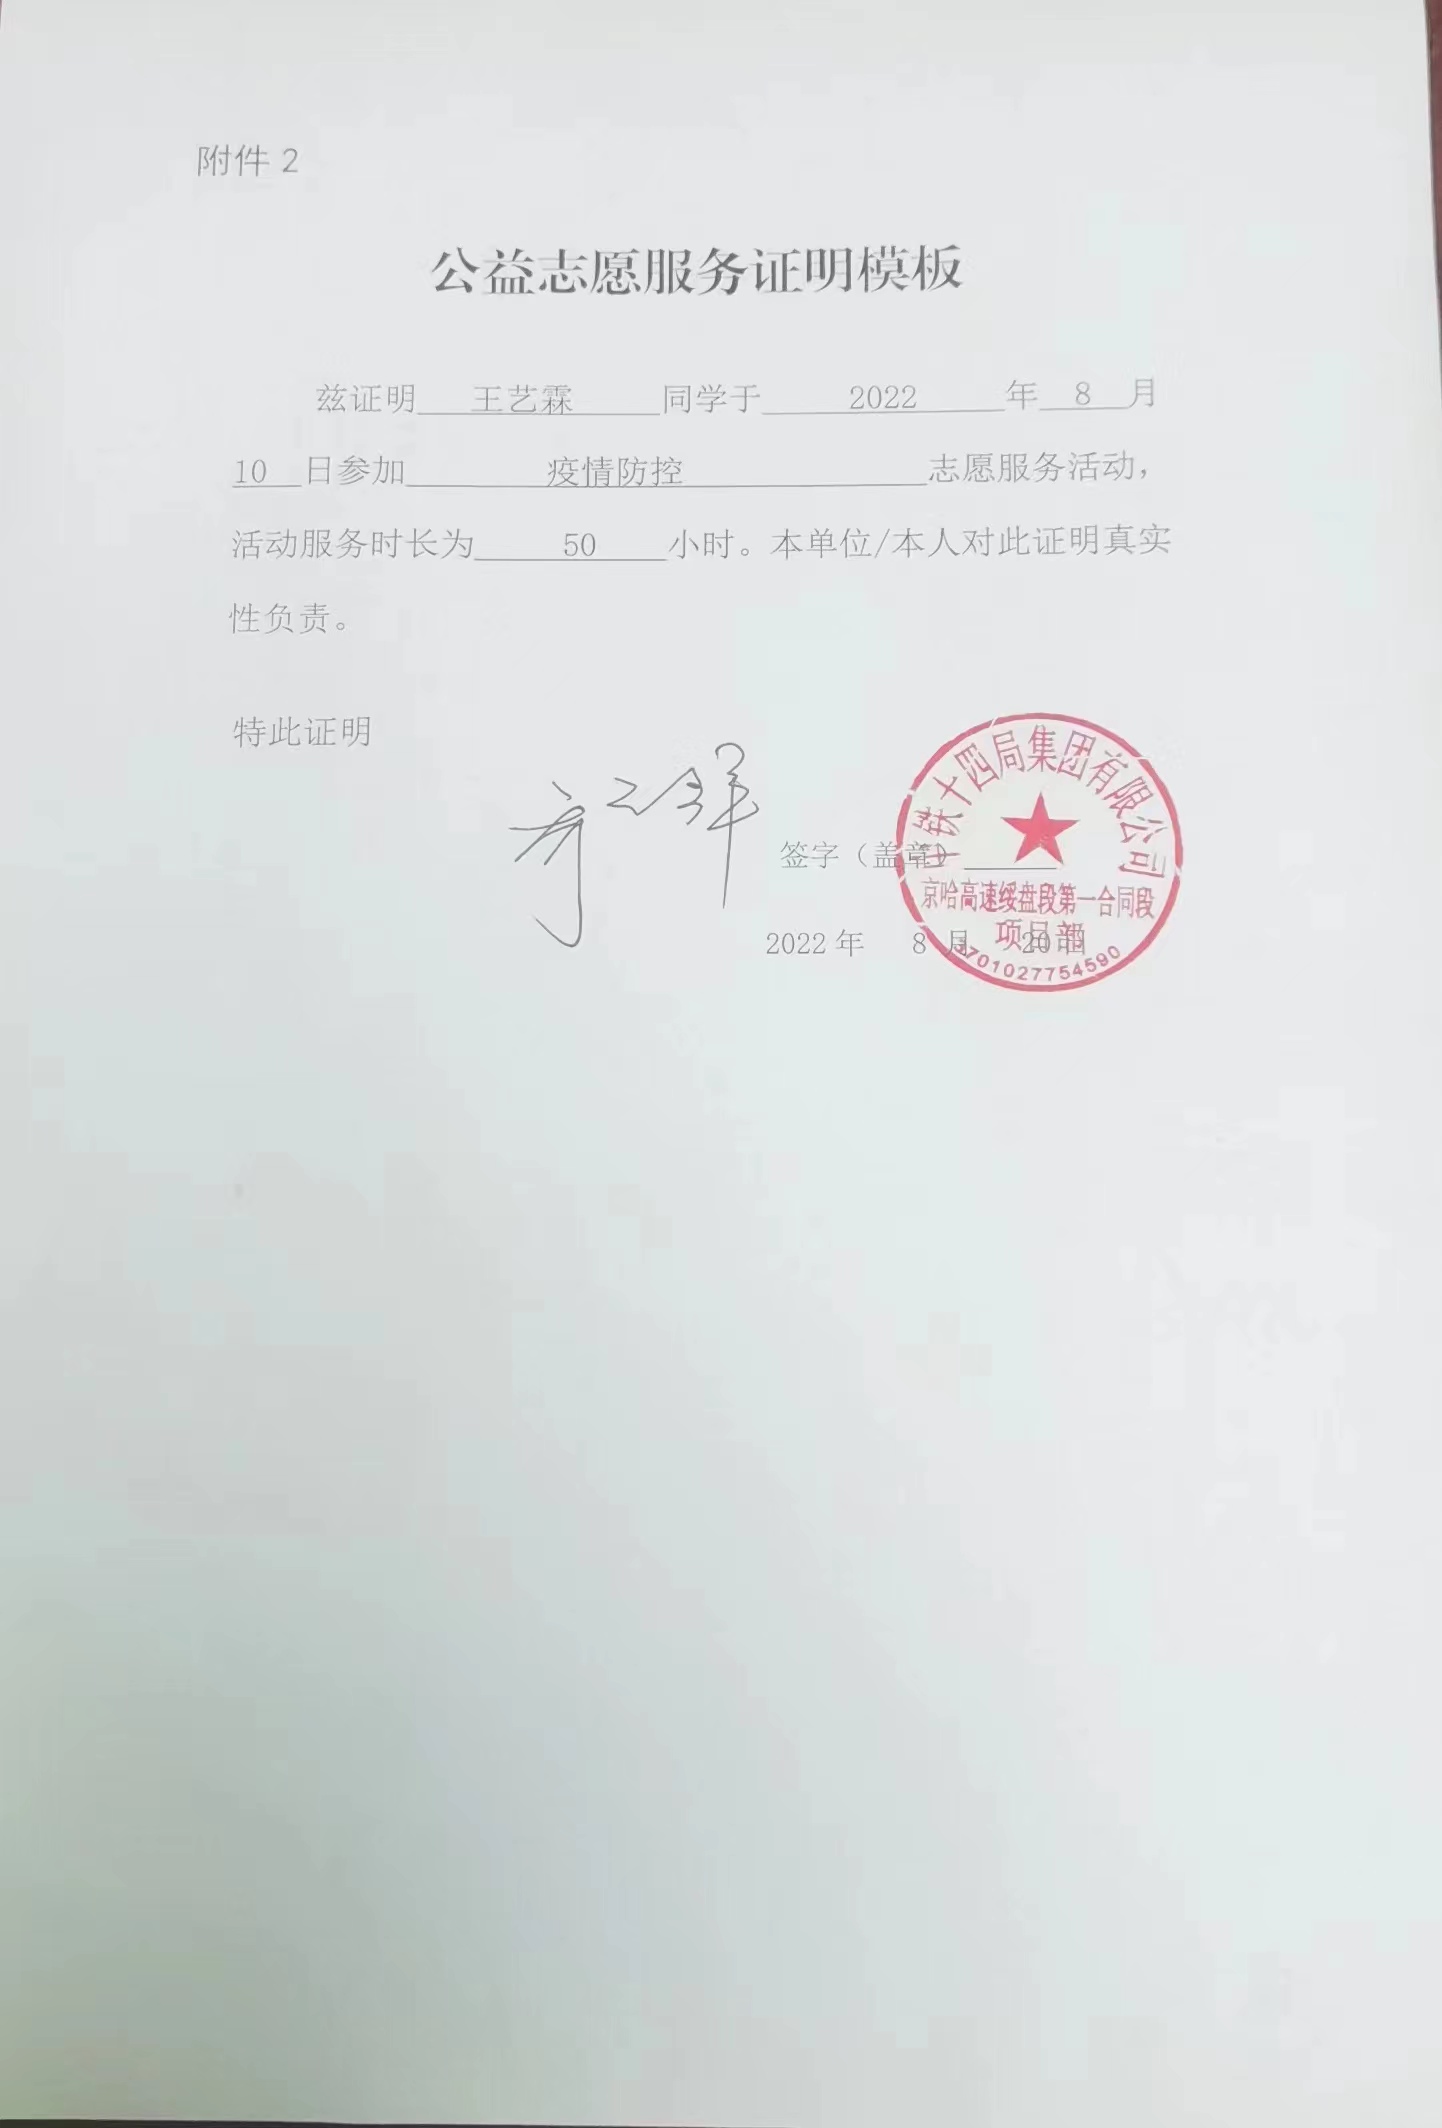 附件 2
公益志愿服务证明模板
兹证明 王艺霖 同学于 2022 年 8 月
10 日参加 疫情防控 志愿服务活动，
活动服务时长为 50 小时。本单位/本人对此证明真实
性负责。
特此证明
中铁十四局集团有限公司
签字（盖章）
京哈高速绥盘段第一合同段
项目部
2022 年 8 月 20 日
3701027754590